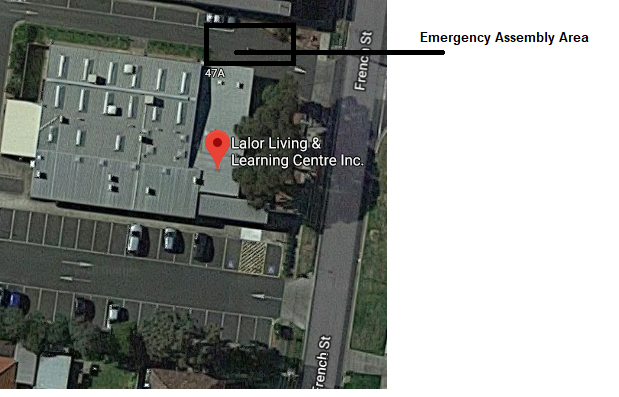 Emergency Assembly Area
French St
47A
Lalor Living &
Learning Centre Inc.
French St